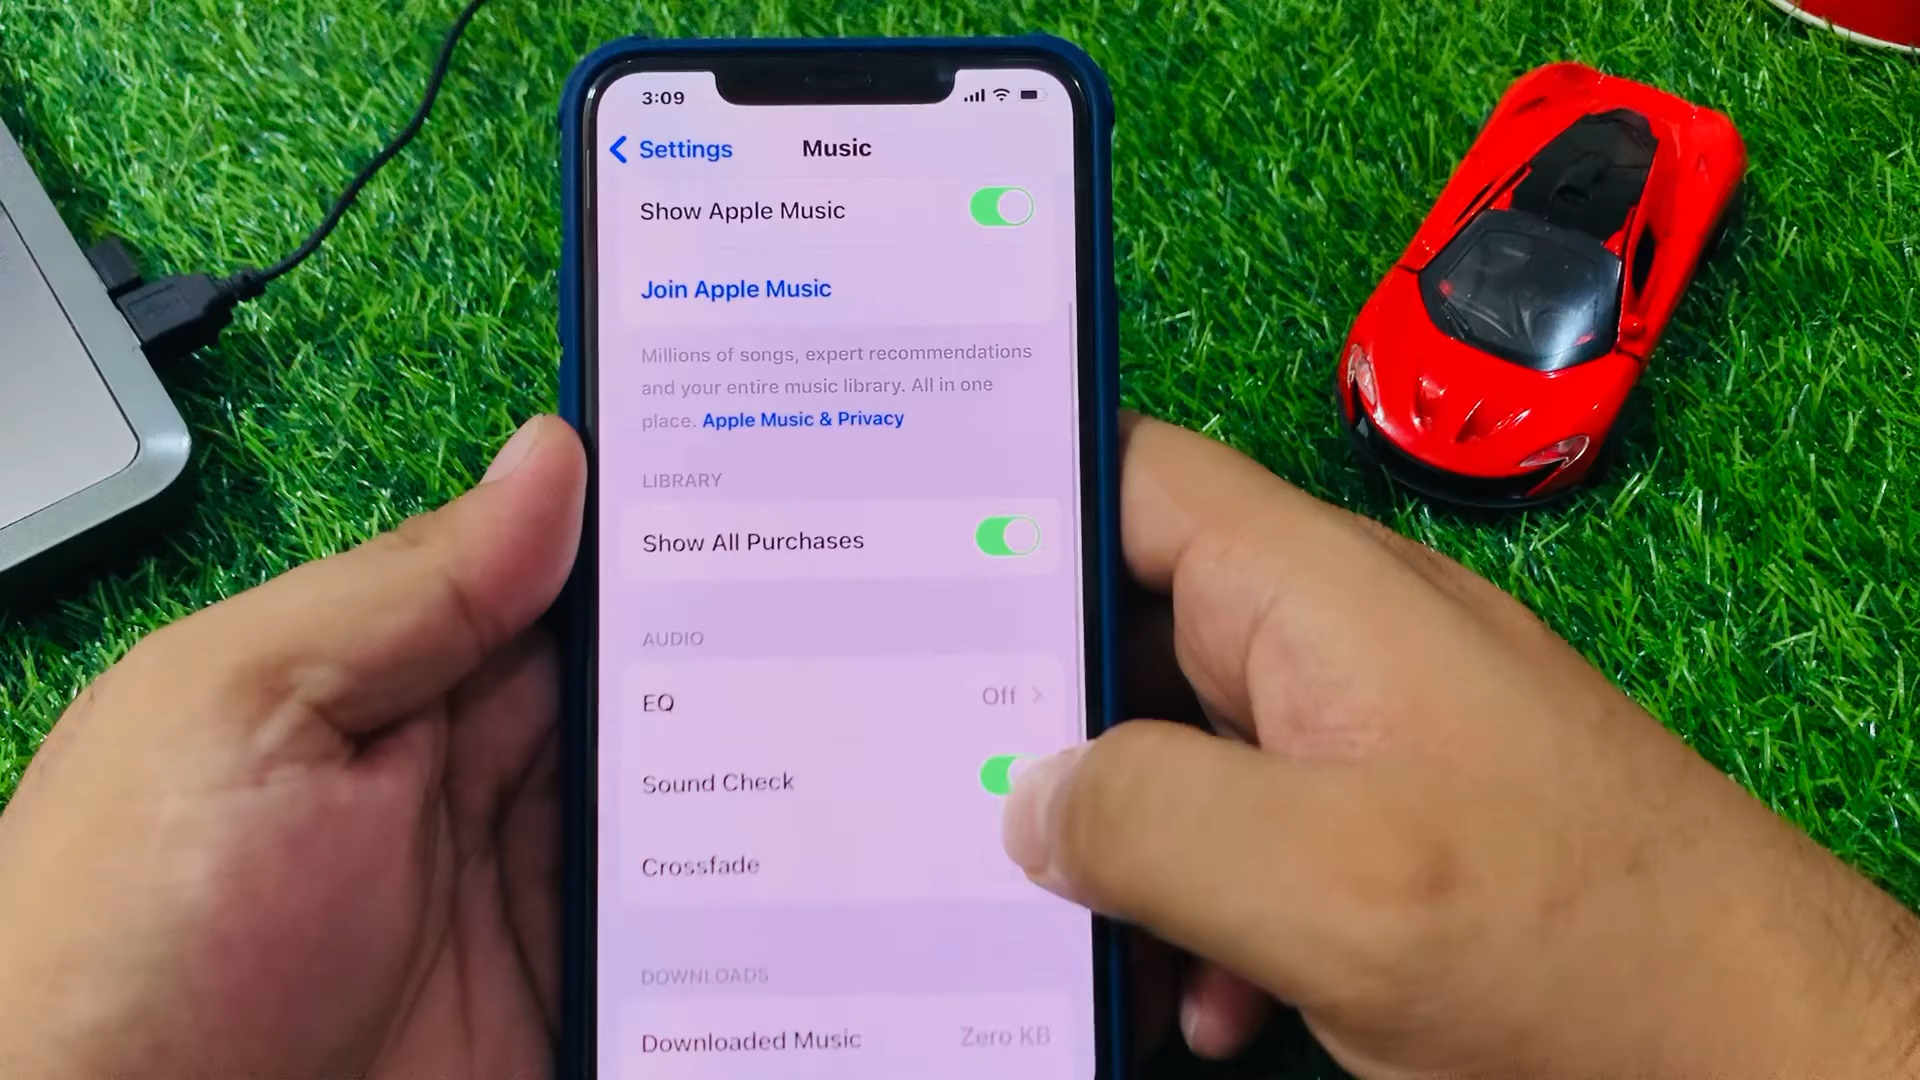 3:09
Settings
Music
Show Apple Music
Join Apple Music
Millions of songs, expert recommendations
and your entire music library. All in one
place. Apple Music & Privacy
LIBRARY
Show All Purchases
AUDIO
EQ
Off
Sound Check
Crossfade
DOWNLOADS
Downloaded Music
Zero KB